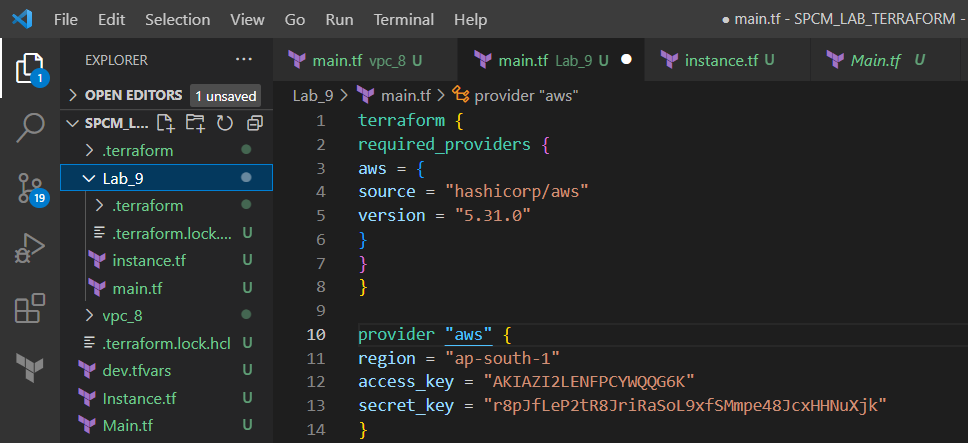 File Edit Selection View Go Run Terminal Help ● main.tf - SPCM_LAB_TERRAFORM -
EXPLORER ···
main.tf vpc_8 U
main.tf Lab_9 U ●
instance.tf U
Main.tf U
OPEN EDITORS 1 unsaved
SPCM_L...
.terraform
Lab_9
.terraform
.terraform.lock.... U
instance.tf U
main.tf U
vpc_8
.terraform.lock.hcl U
dev.tfvars U
Instance.tf U
Main.tf U
1
19
Lab_9 > main.tf > provider "aws"
1 terraform {
2 required_providers {
3 aws = {
4 source = "hashicorp/aws"
5 version = "5.31.0"
6 }
7 }
8 }
9
10 provider "aws" {
11 region = "ap-south-1"
12 access_key = "AKIAZI2LENFPCYWQQG6K"
13 secret_key = "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"
14 }